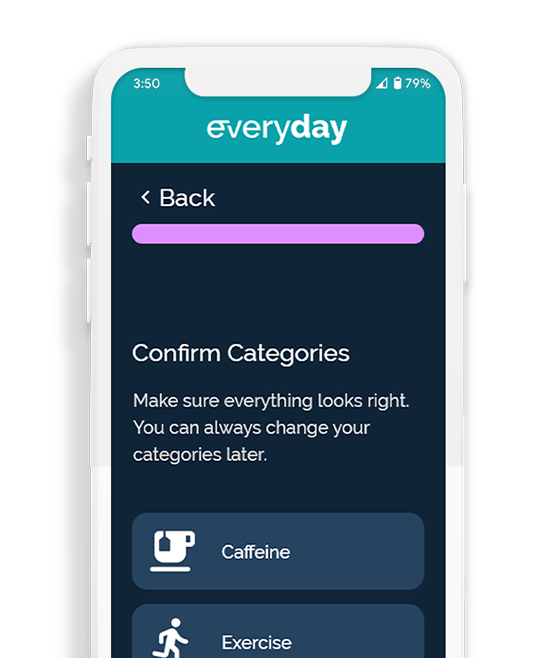 3:50 79%
everyday
Back
Confirm Categories
Make sure everything looks right.
You can always change your
categories later.
Caffeine
Exercise